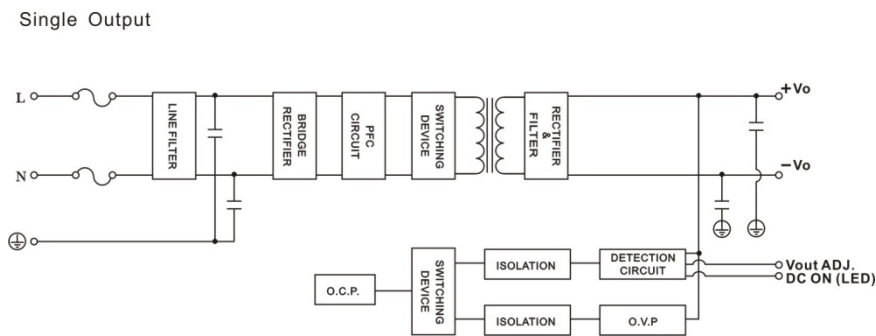 Single Output
L
N
LINE FILTER
BRIDGE
RECTIFIER
PFC
CIRCUIT
SWITCHING
DEVICE
RECTIFIER
&
FILTER
+Vo
−Vo
O.C.P.
SWITCHING
DEVICE
ISOLATION
DETECTION
CIRCUIT
ISOLATION
O.V.P
Vout ADJ.
DC ON (LED)